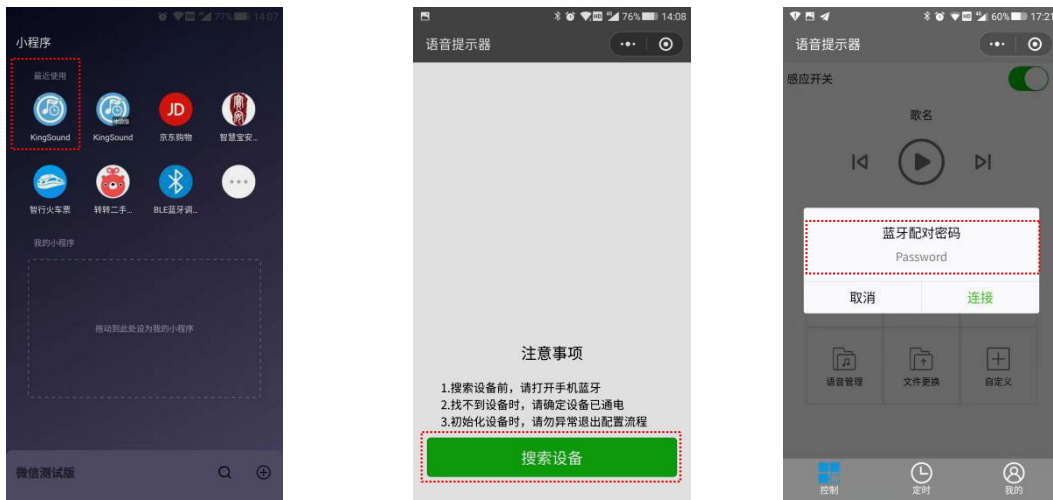 77% 14:07
小程序
最近使用
KingSound
KingSound
京东购物
智慧宝安...
JD
智行火车票
转转二手...
BLE蓝牙调...
我的小程序
拖动到此处设为我的小程序
微信测试版
76% 14:08
语音提示器
注意事项
1.搜索设备前，请打开手机蓝牙
2.找不到设备时，请确定设备已通电
3.初始化设备时，请勿异常退出配置流程
搜索设备
60% 17:21
语音提示器
感应开关
歌名
蓝牙配对密码
Password
取消 连接
语音管理 文件更换 自定义
控制 定时 我的